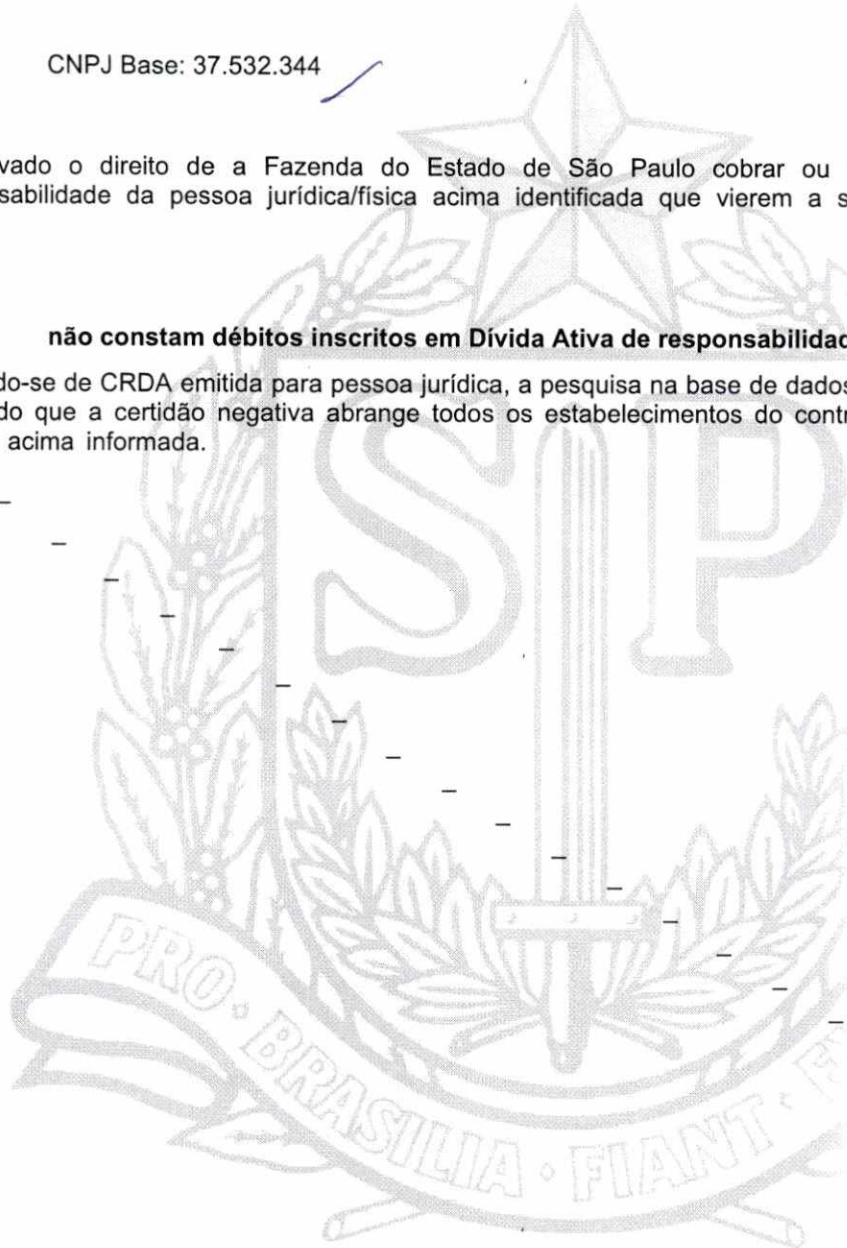 CNPJ Base: 37.532.344
vado o direito de a Fazenda do Estado de São Paulo cobrar ou
sabilidade da pessoa jurídica/física acima identificada que vierem a s
não constam débitos inscritos em Dívida Ativa de responsabilidad
do-se de CRDA emitida para pessoa jurídica, a pesquisa na base de dados
do que a certidão negativa abrange todos os estabelecimentos do contr
acima informada.
SP
PRO · BRASILIA · FIANT ·